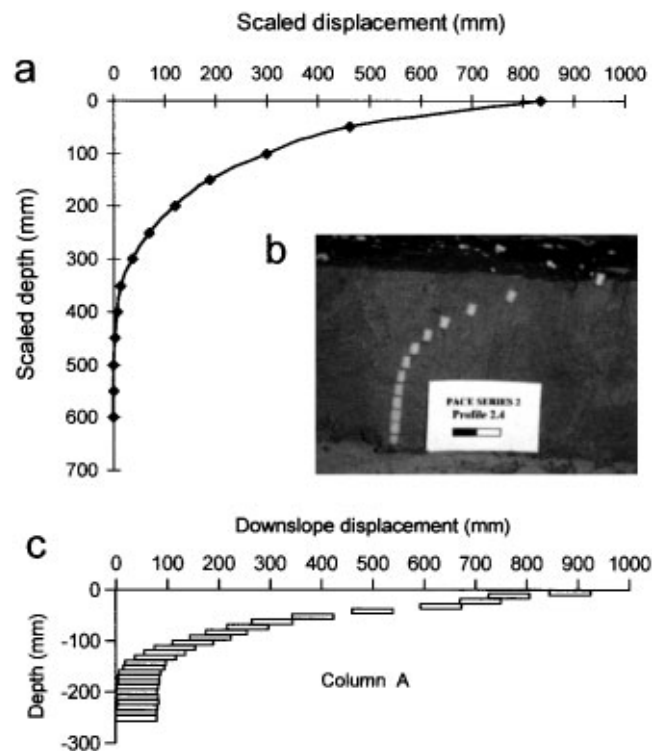 Scaled displacement (mm)
a
0 100 200 300 400 500 600 700 800 900 1000
0
100
200
300
400
500
600
700
Scaled depth (mm)
b
PACE SERIES 2
Profile 2.4
c
Downslope displacement (mm)
0 100 200 300 400 500 600 700 800 900 1000
0
-100
-200
-300
Depth (mm)
Column A